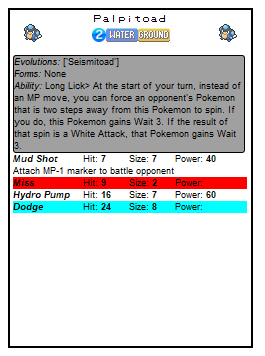 Palpitoad
2 WATER GROUND
Evolutions: ['Seismitoad']
Forms: None
Ability: Long Lick> At the start of your turn, instead of
an MP move, you can force an opponent's Pokemon
that is two steps away from this Pokemon to spin. If
you do, this Pokemon gains Wait 3. If the result of
that spin is a White Attack, that Pokemon gains Wait
3.
Mud Shot Hit: 7 Size: 7 Power: 40
Attach MP-1 marker to battle opponent
Miss Hit: 9 Size: 2 Power:
Hydro Pump Hit: 16 Size: 7 Power: 60
Dodge Hit: 24 Size: 8 Power: